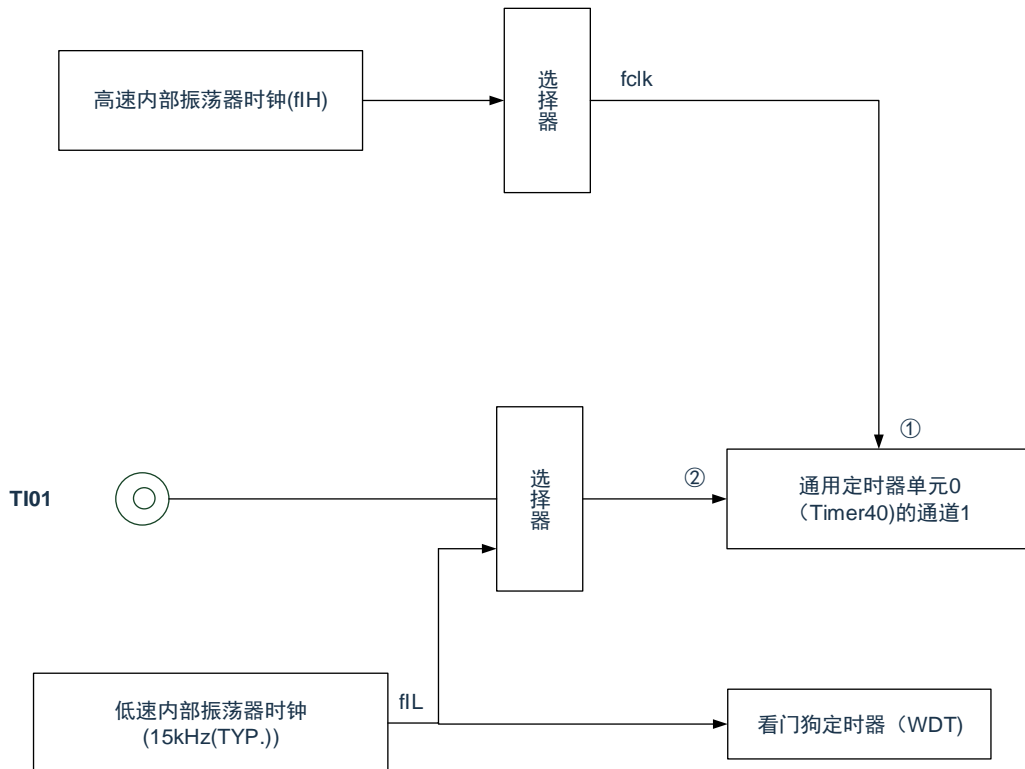 高速内部振荡器时钟(fIH)
选择器
fclk
①
TI01
选择器
②
通用定时器单元0
（Timer40)的通道1
低速内部振荡器时钟
(15kHz(TYP.))
fIL
看门狗定时器（WDT)